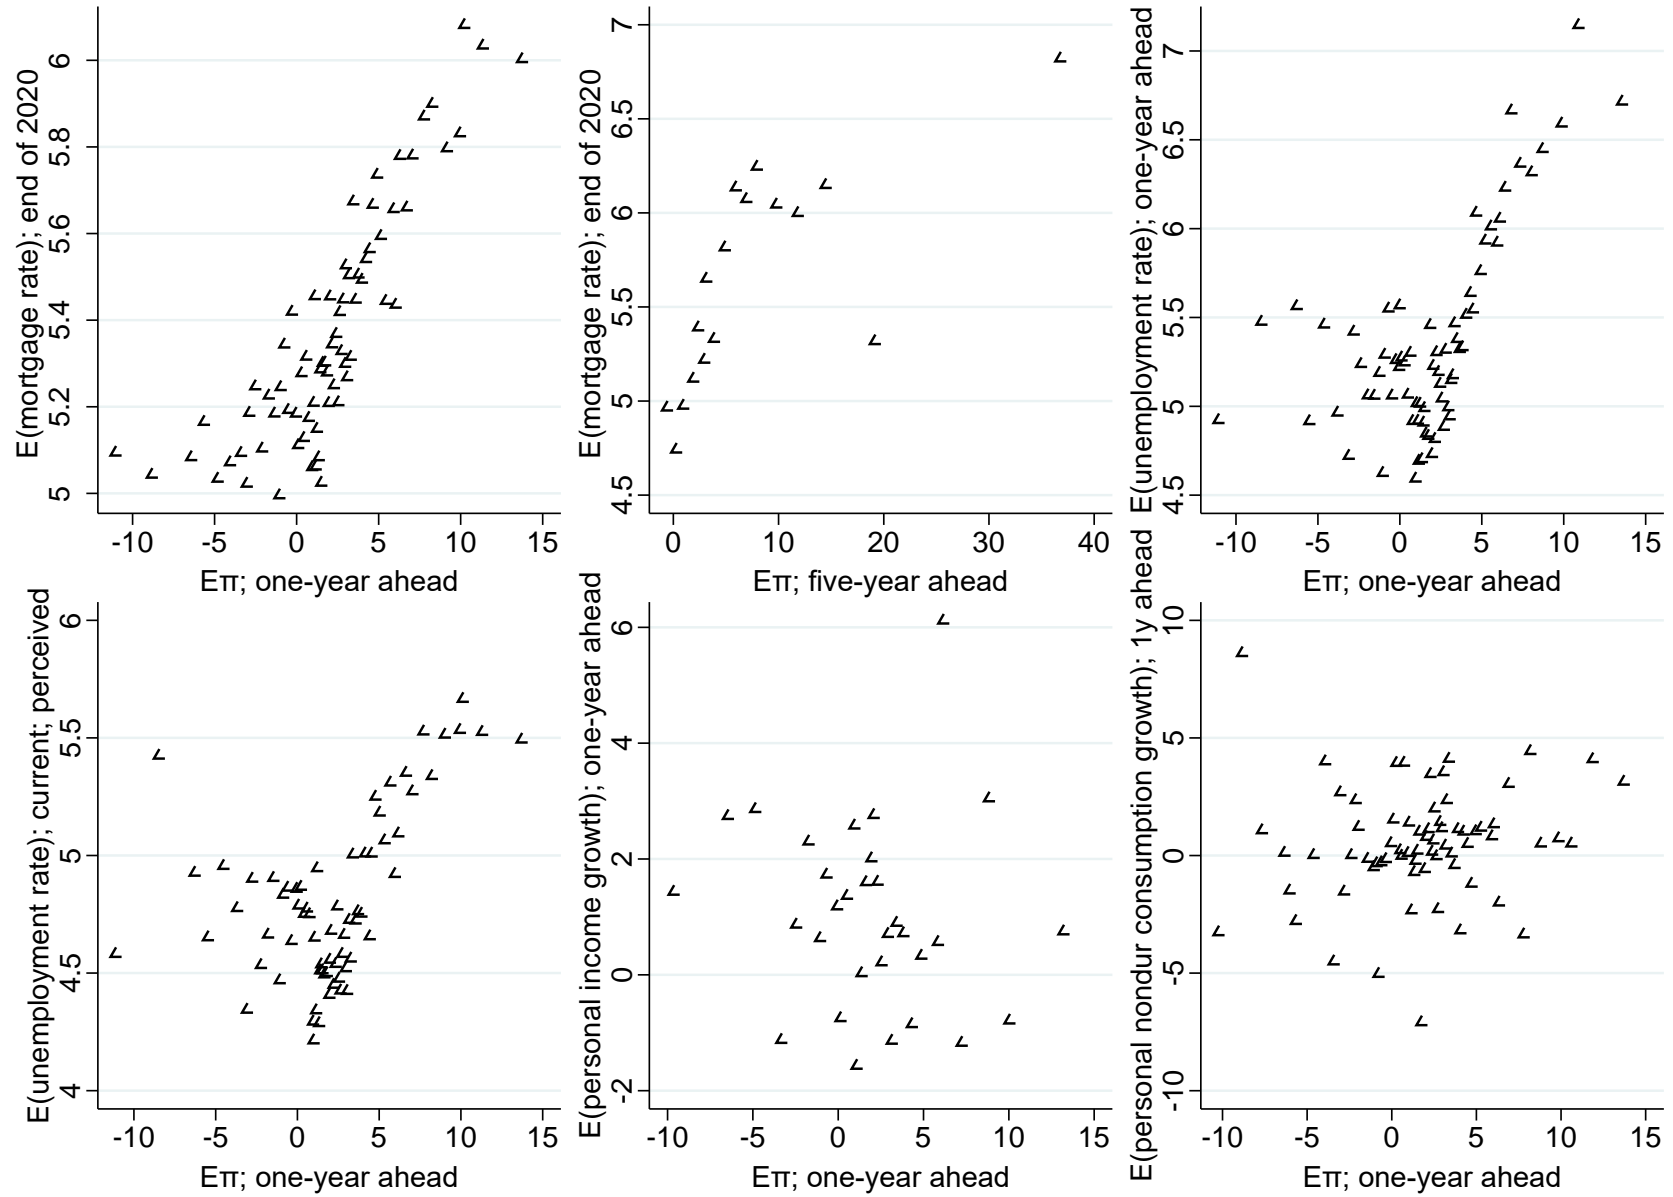 E(mortgage rate); end of 2020
6
5.8
5.6
5.4
5.2
5
-10 -5 0 5 10 15
Eπ; one-year ahead
E(mortgage rate); end of 2020
7
6.5
6
5.5
5
4.5
0 10 20 30 40
Eπ; five-year ahead
E(unemployment rate); one-year ahead
7
6.5
6
5.5
5
4.5
-10 -5 0 5 10 15
Eπ; one-year ahead
E(unemployment rate); current; perceived
6
5.5
5
4.5
4
-10 -5 0 5 10 15
Eπ; one-year ahead
E(personal income growth); one-year ahead
6
4
2
0
-2
-10 -5 0 5 10 15
Eπ; one-year ahead
E(personal nondur consumption growth); 1y ahead
10
5
0
-5
-10
-10 -5 0 5 10 15
Eπ; one-year ahead